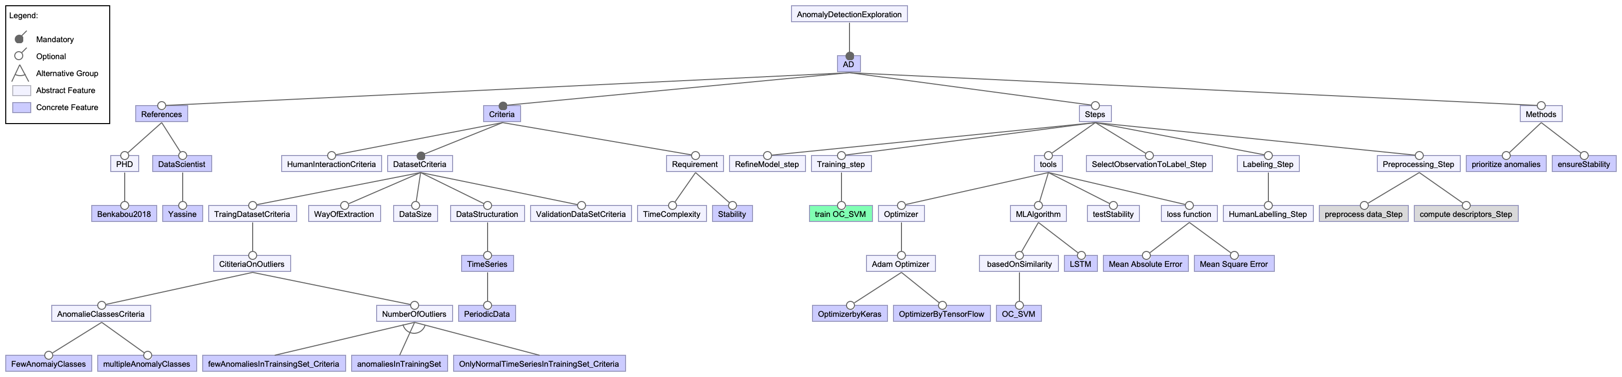 AnomalyDetectionExploration
Legend:
Mandatory
Optional
Alternative Group
Abstract Feature
Concrete Feature
AD
References
Criteria
Steps
Methods
PHD
DataScientist
HumanInteractionCriteria
DatasetCriteria
Requirement
RefineModel_step
Training_step
tools
SelectObservationToLabel_Step
Labeling_Step
Preprocessing_Step
prioritize anomalies
ensureStability
Benkabou2018
Yassine
TraingDatasetCriteria
WayOfExtraction
DataSize
DataStructuration
ValidationDataSetCriteria
TimeComplexity
Stability
train OC_SVM
Optimizer
MLAlgorithm
testStability
loss function
HumanLabelling_Step
preprocess data_Step
compute descriptors_Step
CititeriaOnOutliers
TimeSeries
Adam Optimizer
basedOnSimilarity
LSTM
Mean Absolute Error
Mean Square Error
AnomalieClassesCriteria
NumberOfOutliers
PeriodicData
OptimizerbyKeras
OptimizerByTensorFlow
OC_SVM
FewAnomalyClasses
multipleAnomalyClasses
fewAnomaliesInTrainsingSet_Criteria
anomaliesInTrainingSet
OnlyNormalTimeSeriesInTrainingSet_Criteria